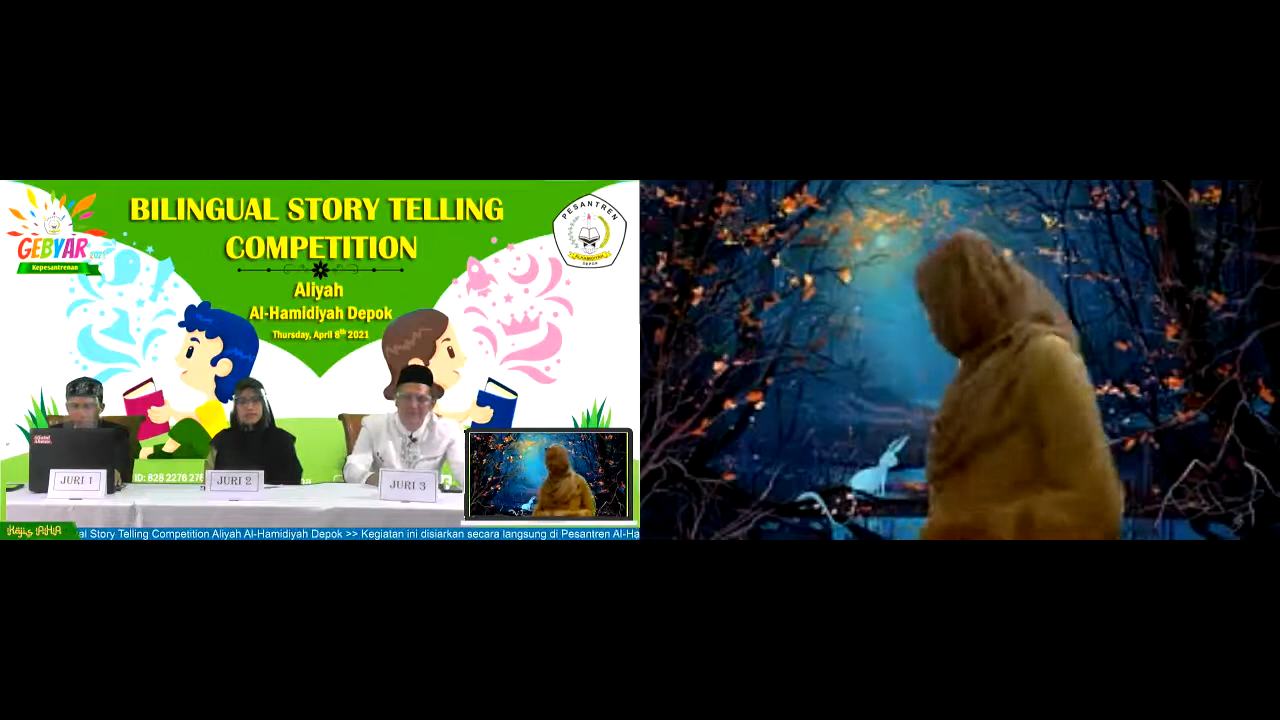 BILINGUAL STORY TELLING
COMPETITION
Aliyah
Al-Hamidiyah Depok
Thursday, April 8th 2021
GEBYAR 2021
Kepesantrenan
PESANTREN
AL-HAMIDIYAH
DEPOK
JURI 1
JURI 2
JURI 3
ID: 828 2276 276
al Story Telling Competition Aliyah Al-Hamidiyah Depok >> Kegiatan ini disiarkan secara langsung di Pesantren Al-Ha